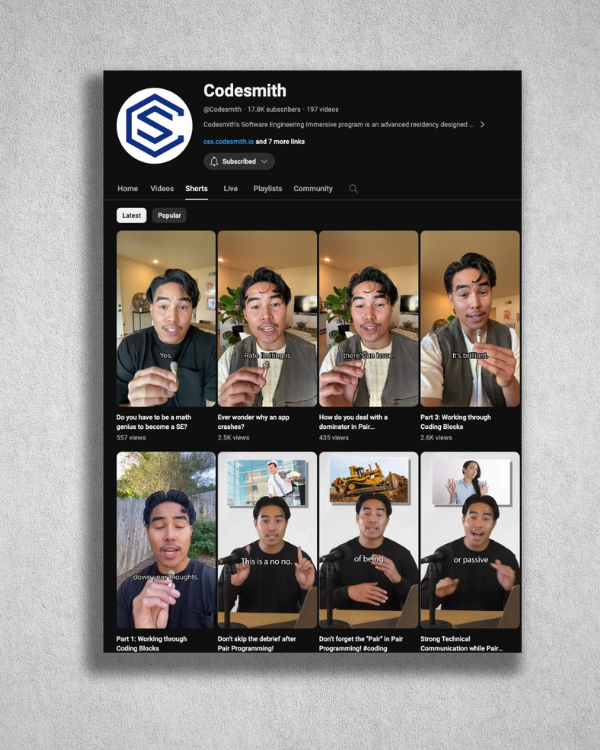 Codesmith
@Codesmith · 17.8K subscribers · 197 videos
Codesmith's Software Engineering Immersive program is an advanced residency designed ...
csx.codesmith.io and 7 more links
Subscribed
Home Videos Shorts Live Playlists Community
Latest Popular
Yes.
Rate limiting is.
there's an issue.
It's brilliant.
Do you have to be a math
genius to become a SE?
557 views
Ever wonder why an app
crashes?
2.5K views
How do you deal with a
dominator in Pair...
435 views
Part 3: Working through
Coding Blocks
2.6K views
down your thoughts.
This is a no no.
of being
or passive
Part 1: Working through
Coding Blocks
Don't skip the debrief after
Pair Programming!
Don't forget the "Pair" in Pair
Programming! #coding
Strong Technical
Communication while Pair...